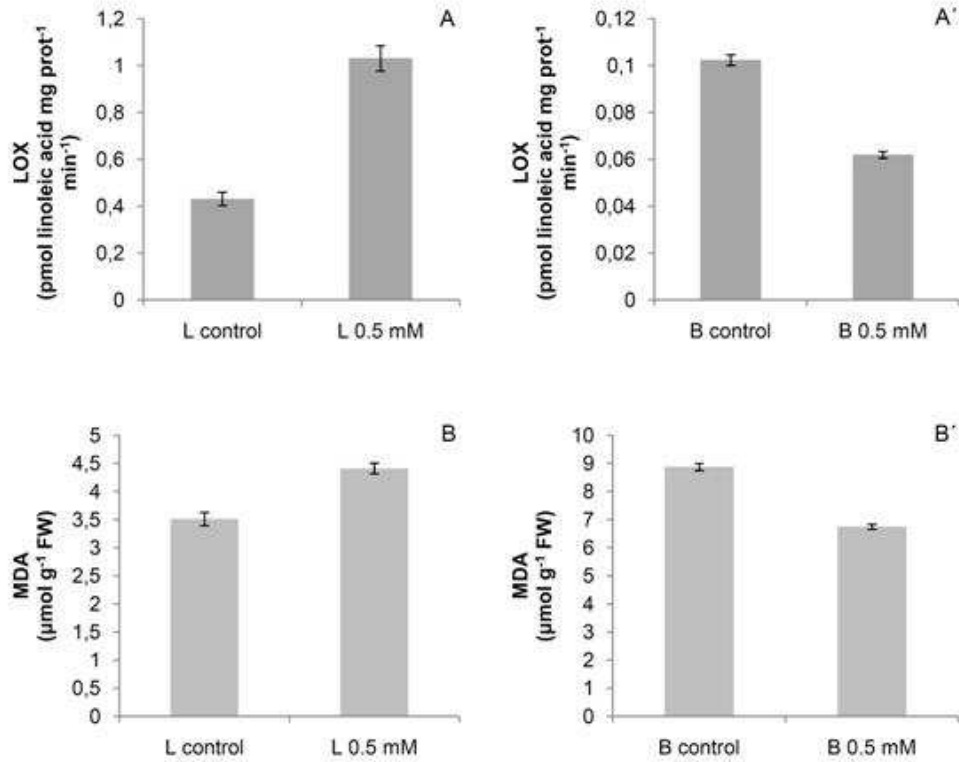 A
1,2
1
0,8
0,6
0,4
0,2
0
LOX
(pmol linoleic acid mg prot⁻¹
min⁻¹)
L control
L 0.5 mM
A´
0,12
0,1
0,08
0,06
0,04
0,02
0
LOX
(pmol linoleic acid mg prot⁻¹
min⁻¹)
B control
B 0.5 mM
B
5
4,5
4
3,5
3
2,5
2
1,5
1
0,5
0
MDA
(µmol g⁻¹ FW)
L control
L 0.5 mM
B´
10
9
8
7
6
5
4
3
2
1
0
MDA
(µmol g⁻¹ FW)
B control
B 0.5 mM